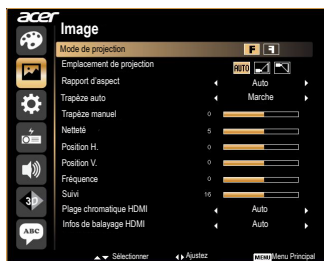 acer
Image
Mode de projection F F
Emplacement de projection AUTO
Rapport d'aspect Auto
Trapèze auto Marche
Trapèze manuel 0
Netteté 5
Position H. 0
Position V. 0
Fréquence 0
Suivi 16
Plage chromatique HDMI Auto
Infos de balayage HDMI Auto
3D
ABC
Sélectionner Ajustez MENU Menu Principal